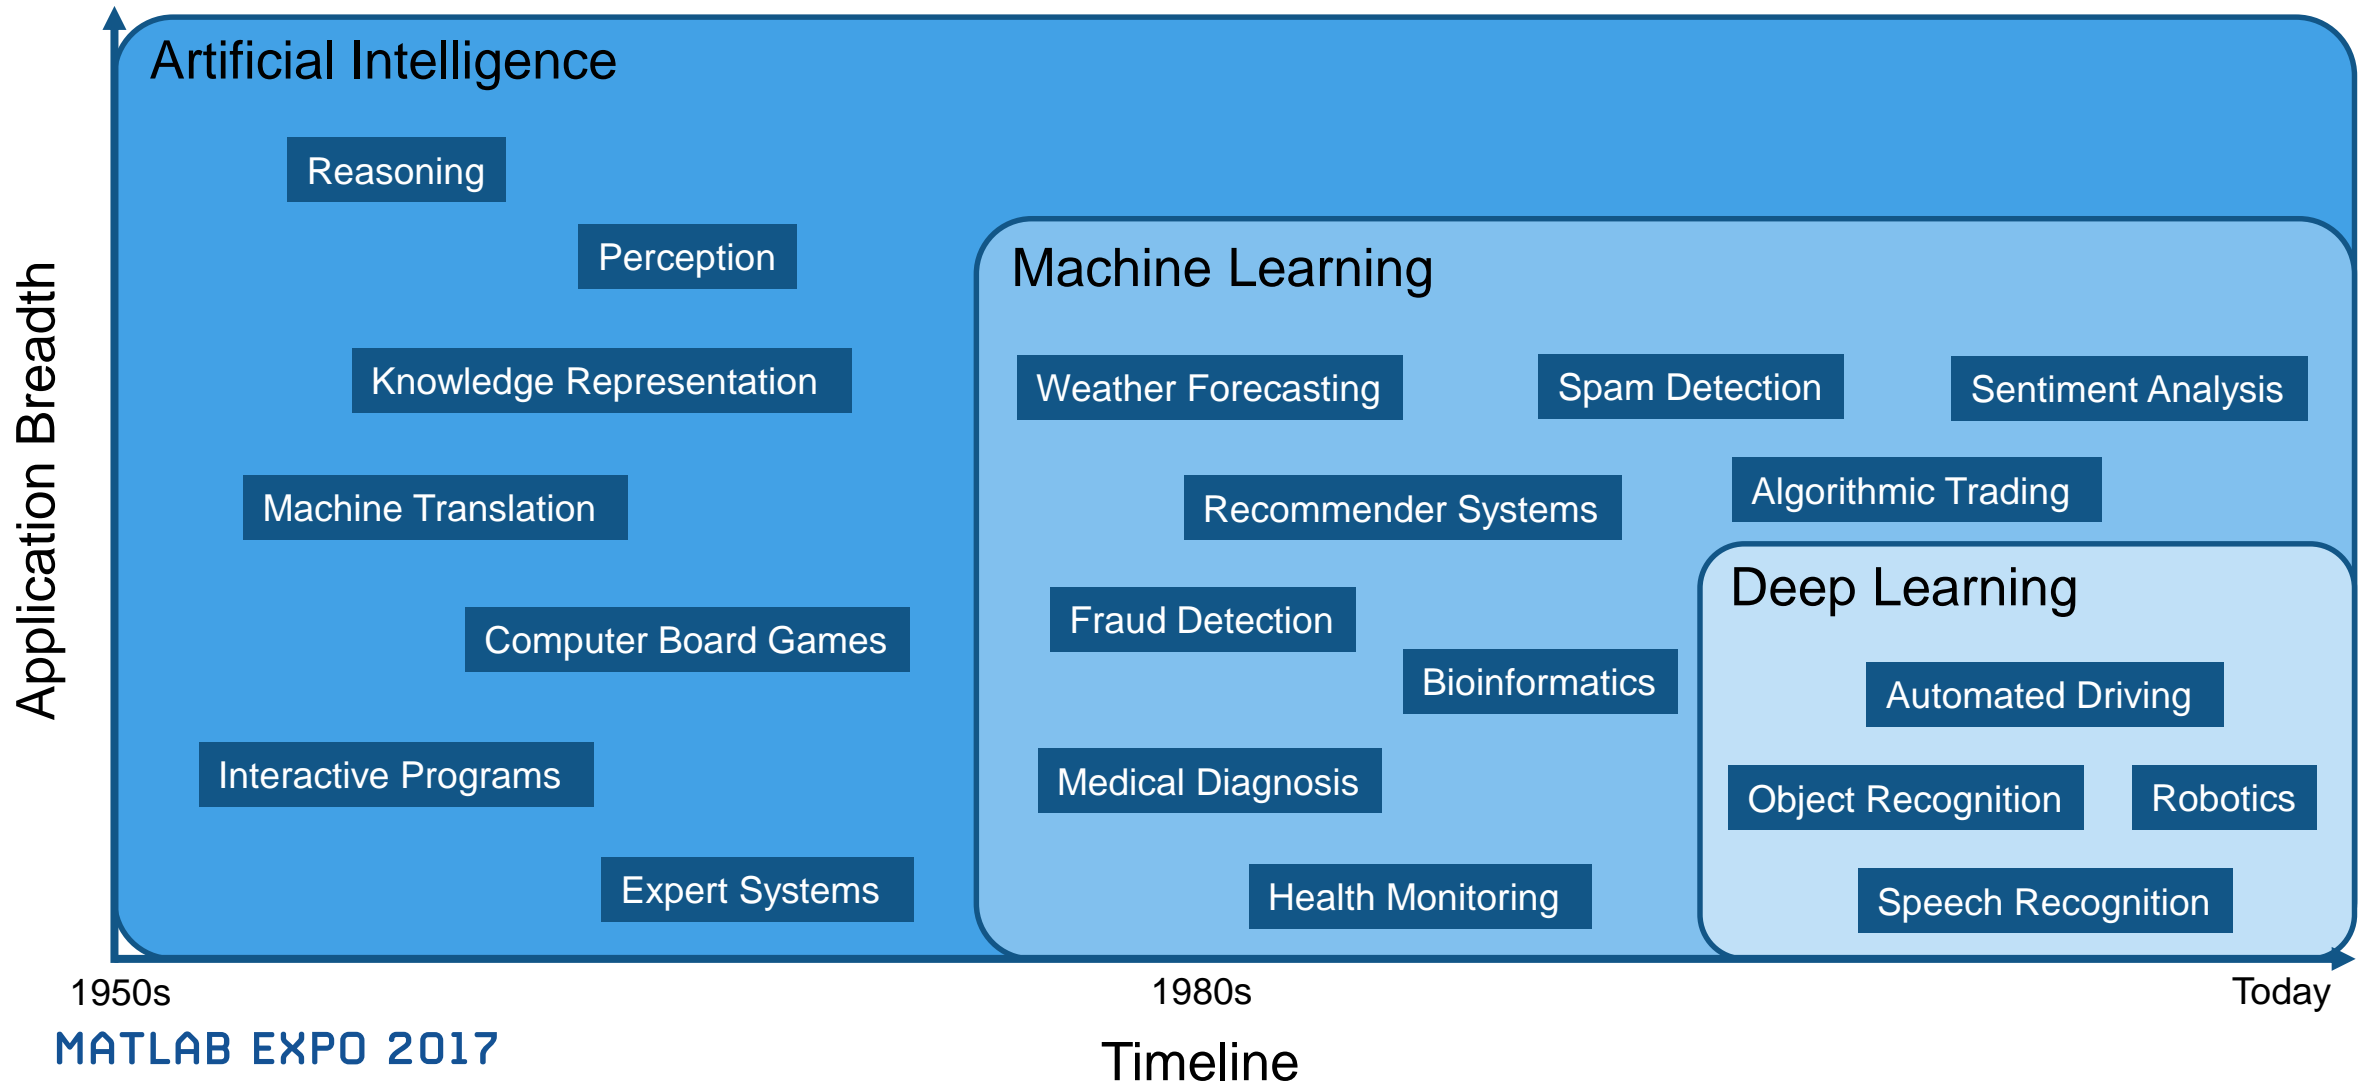 Artificial Intelligence
Reasoning
Perception
Knowledge Representation
Machine Translation
Computer Board Games
Interactive Programs
Expert Systems
Machine Learning
Weather Forecasting
Spam Detection
Sentiment Analysis
Recommender Systems
Algorithmic Trading
Fraud Detection
Bioinformatics
Medical Diagnosis
Health Monitoring
Deep Learning
Automated Driving
Object Recognition
Robotics
Speech Recognition
Application Breadth
1950s
1980s
Today
Timeline
MATLAB EXPO 2017